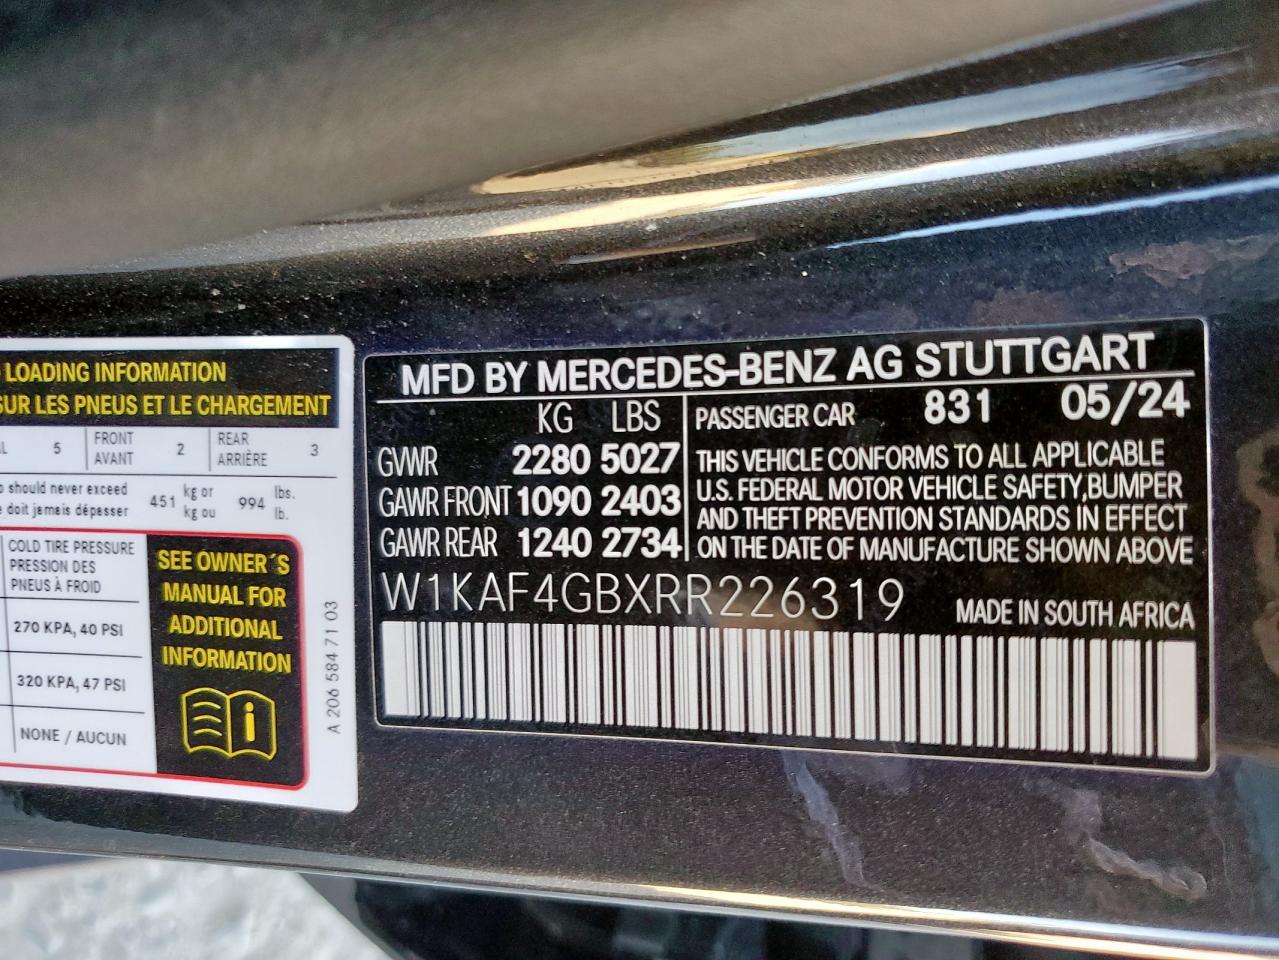 LOADING INFORMATION
SUR LES PNEUS ET LE CHARGEMENT
5 FRONT AVANT 2 REAR ARRIÈRE 3
should never exceed
doit jamais dépasser
451 kg or kg ou 994 lbs. lb.
COLD TIRE PRESSURE
PRESSION DES
PNEUS À FROID
270 KPA, 40 PSI
320 KPA, 47 PSI
NONE / AUCUN
SEE OWNER´S
MANUAL FOR
ADDITIONAL
INFORMATION
A 206 584 71 03
MFD BY MERCEDES-BENZ AG STUTTGART
KG LBS
GVWR 2280 5027
GAWR FRONT 1090 2403
GAWR REAR 1240 2734
PASSENGER CAR 831 05/24
THIS VEHICLE CONFORMS TO ALL APPLICABLE
U.S. FEDERAL MOTOR VEHICLE SAFETY,BUMPER
AND THEFT PREVENTION STANDARDS IN EFFECT
ON THE DATE OF MANUFACTURE SHOWN ABOVE
W1KAF4GBXRR226319
MADE IN SOUTH AFRICA